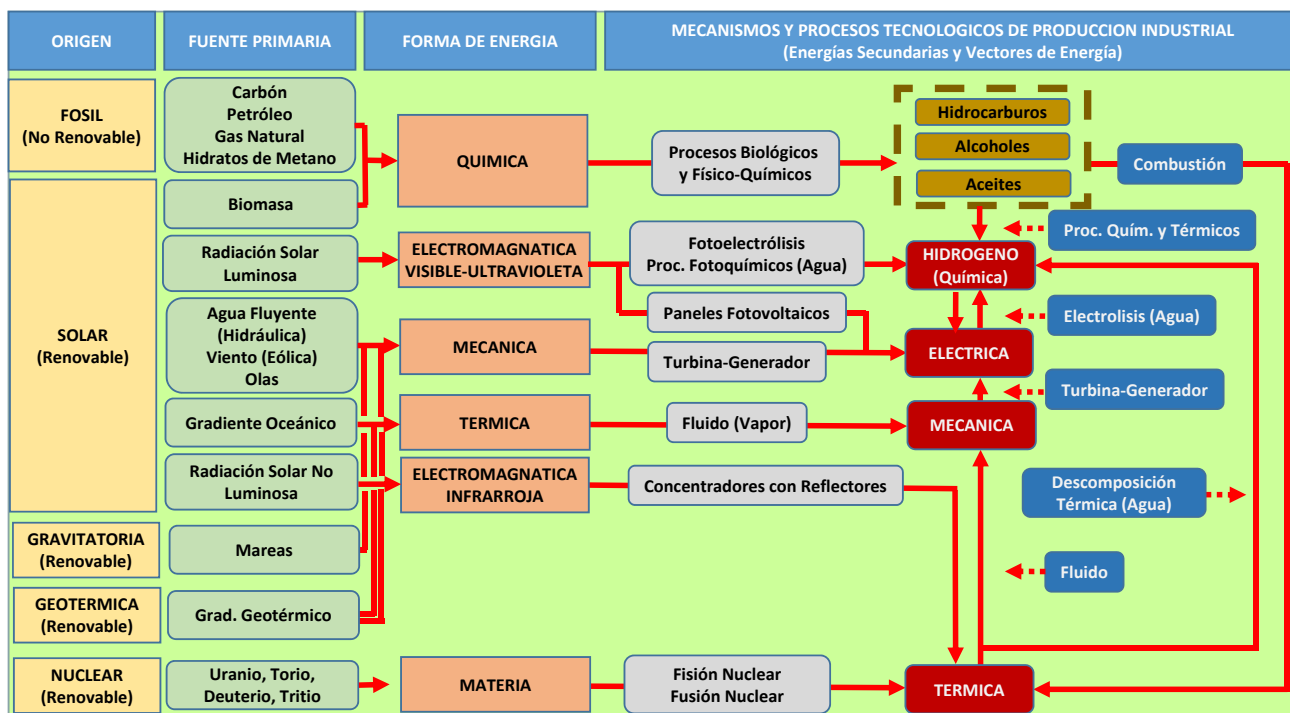 ORIGEN
FUENTE PRIMARIA
FORMA DE ENERGIA
MECANISMOS Y PROCESOS TECNOLOGICOS DE PRODUCCION INDUSTRIAL
(Energías Secundarias y Vectores de Energía)
FOSIL
(No Renovable)
Carbón
Petróleo
Gas Natural
Hidratos de Metano
QUIMICA
Procesos Biológicos
y Físico-Químicos
Hidrocarburos
Alcoholes
Aceites
Combustión
SOLAR
(Renovable)
Biomasa
Proc. Quím. y Térmicos
Radiación Solar
Luminosa
ELECTROMAGNATICA
VISIBLE-ULTRAVIOLETA
Fotoelectrólisis
Proc. Fotoquímicos (Agua)
HIDROGENO
(Química)
Paneles Fotovoltaicos
Electrolisis (Agua)
Agua Fluyente
(Hidráulica)
Viento (Eólica)
Olas
MECANICA
Turbina-Generador
ELECTRICA
Turbina-Generador
Gradiente Oceánico
TERMICA
Fluido (Vapor)
MECANICA
Radiación Solar No
Luminosa
ELECTROMAGNATICA
INFRARROJA
Concentradores con Reflectores
Descomposición
Térmica (Agua)
GRAVITATORIA
(Renovable)
Mareas
Fluido
GEOTERMICA
(Renovable)
Grad. Geotérmico
NUCLEAR
(Renovable)
Uranio, Torio,
Deuterio, Tritio
MATERIA
Fisión Nuclear
Fusión Nuclear
TERMICA